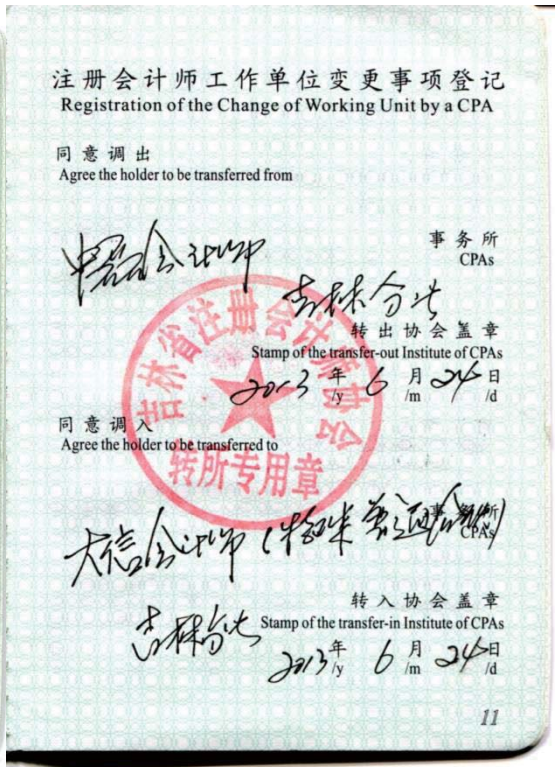 注册会计师工作单位变更事项登记
Registration of the Change of Working Unit by a CPA
同意调出
Agree the holder to be transferred from
中磊会计师
事务所
CPAs
吉林分所
转出协会盖章
Stamp of the transfer-out Institute of CPAs
2013 年 6 月 24 日
/y /m /d
吉林省注册会计师协会
转所专用章
同意调入
Agree the holder to be transferred to
大信会计师（特殊普通合伙）
事务所
CPAs
转入协会盖章
吉林分所
Stamp of the transfer-in Institute of CPAs
2013 年 6 月 24 日
/y /m /d
11